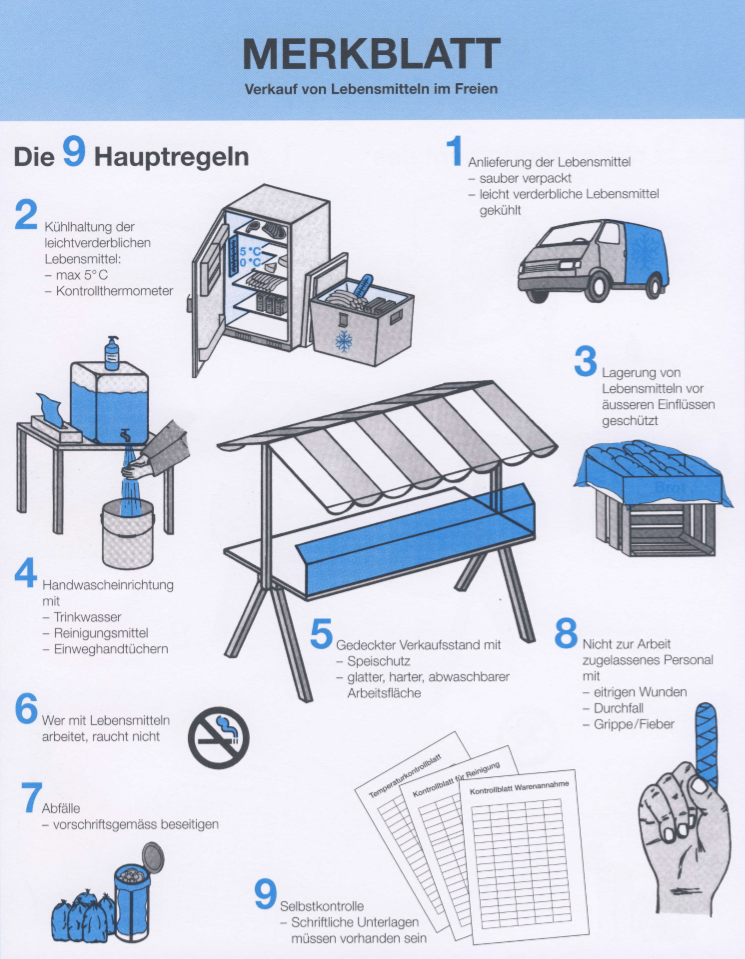 MERKBLATT
Verkauf von Lebensmitteln im Freien
Die 9 Hauptregeln
1 Anlieferung der Lebensmittel
– sauber verpackt
– leicht verderbliche Lebensmittel
gekühlt
2 Kühlhaltung der
leichtverderblichen
Lebensmittel:
– max 5°C
– Kontrollthermometer
5 °C
0 °C
3 Lagerung von
Lebensmitteln vor
äusseren Einflüssen
geschützt
Brot
4 Handwascheinrichtung
mit
– Trinkwasser
– Reinigungsmittel
– Einweghandtüchern
5 Gedeckter Verkaufsstand mit
– Speischutz
– glatter, harter, abwaschbarer
Arbeitsfläche
6 Wer mit Lebensmitteln
arbeitet, raucht nicht
7 Abfälle
– vorschriftsgemäss beseitigen
8 Nicht zur Arbeit
zugelassenes Personal
mit
– eitrigen Wunden
– Durchfall
– Grippe/Fieber
9 Selbstkontrolle
– Schriftliche Unterlagen
müssen vorhanden sein
Temperaturkontrollblatt
Kontrollblatt für Reinigung
Kontrollblatt Warenannahme